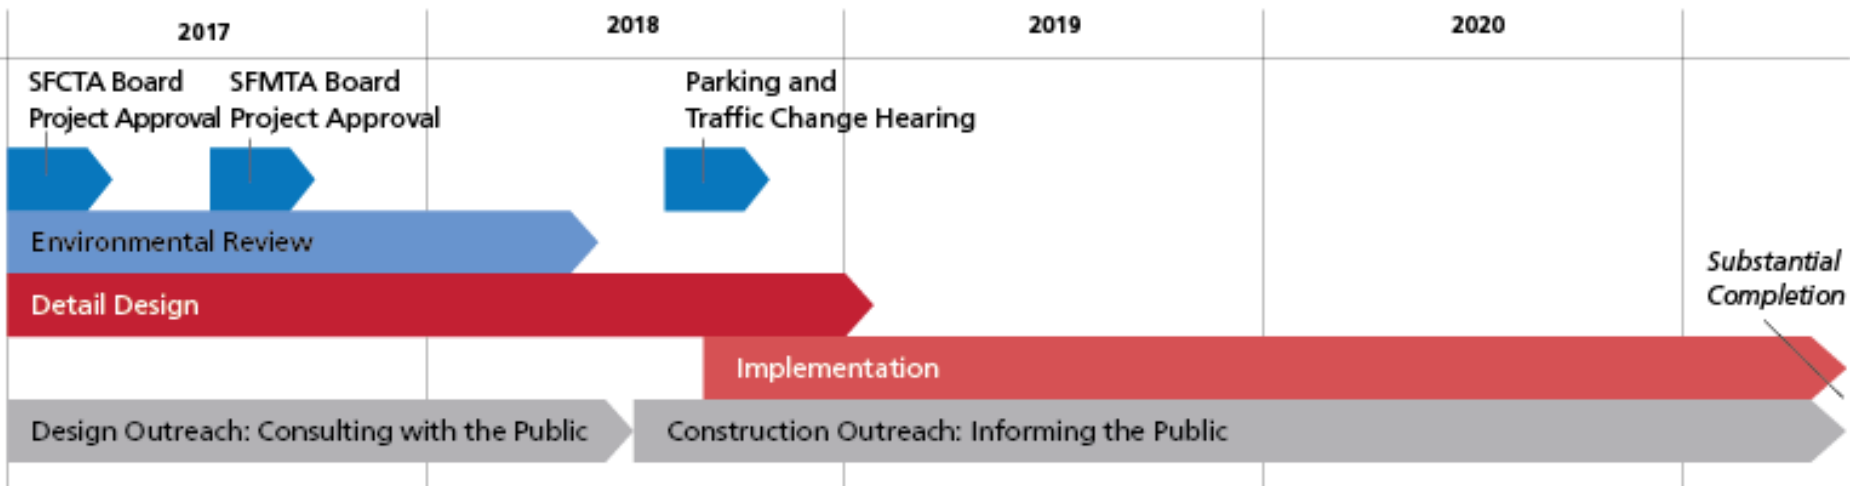 2017
2018
2019
2020
SFCTA Board
Project Approval
SFMTA Board
Project Approval
Parking and
Traffic Change Hearing
Environmental Review
Detail Design
Substantial
Completion
Implementation
Design Outreach: Consulting with the Public
Construction Outreach: Informing the Public